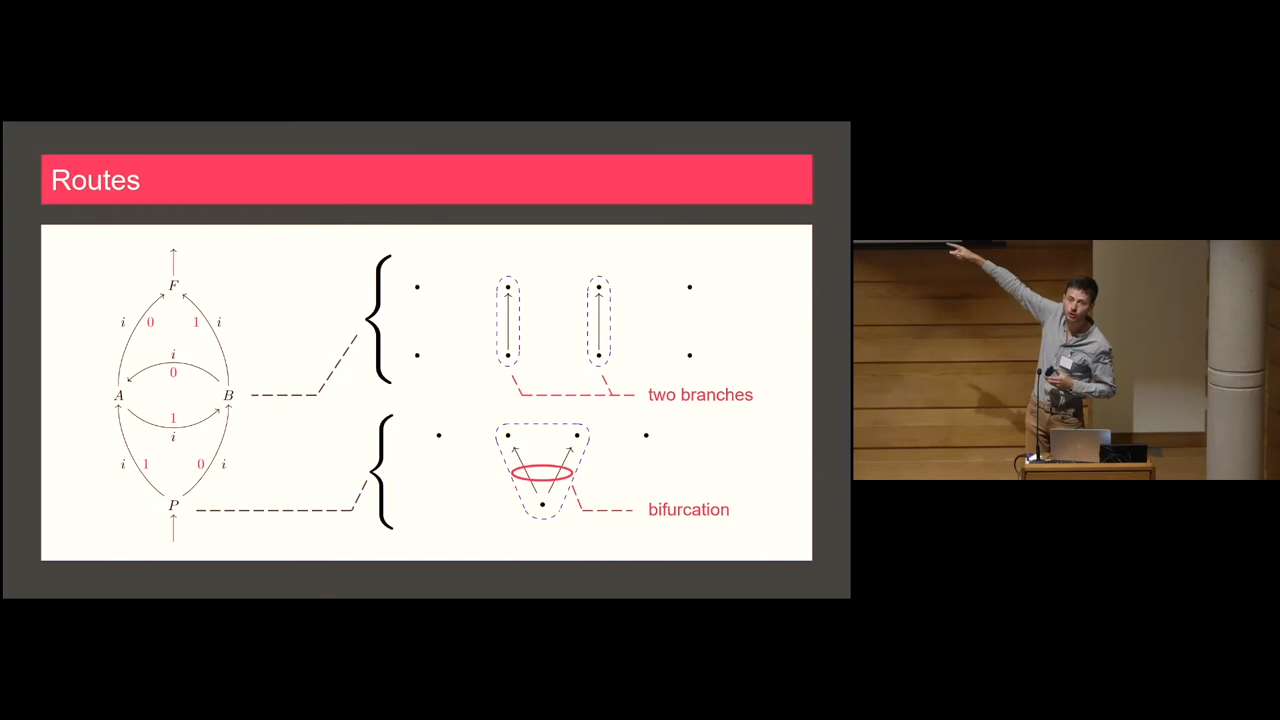 Routes
F
i 0 1 i
i
0
A B
two branches
1
i
i 1 0 i
P
bifurcation